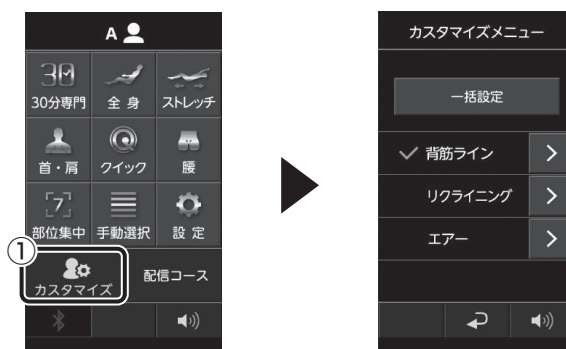 A
30
30分専門
全 身
ストレッチ
首・肩
クイック
腰
7
部位集中
手動選択
設 定
①
カスタマイズ
配信コース
カスタマイズメニュー
一括設定
背筋ライン
リクライニング
エアー